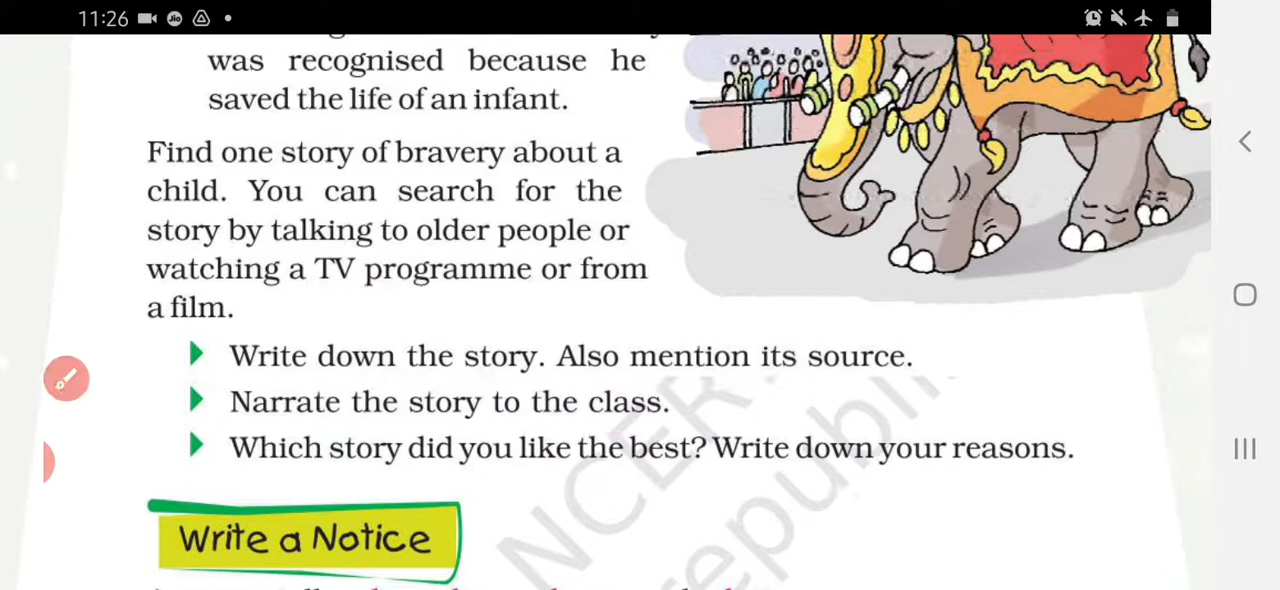 11:26
was recognised because he
saved the life of an infant.
Find one story of bravery about a
child. You can search for the
story by talking to older people or
watching a TV programme or from
a film.
Write down the story. Also mention its source.
Narrate the story to the class.
Which story did you like the best? Write down your reasons.
NCER
republi
Write a Notice